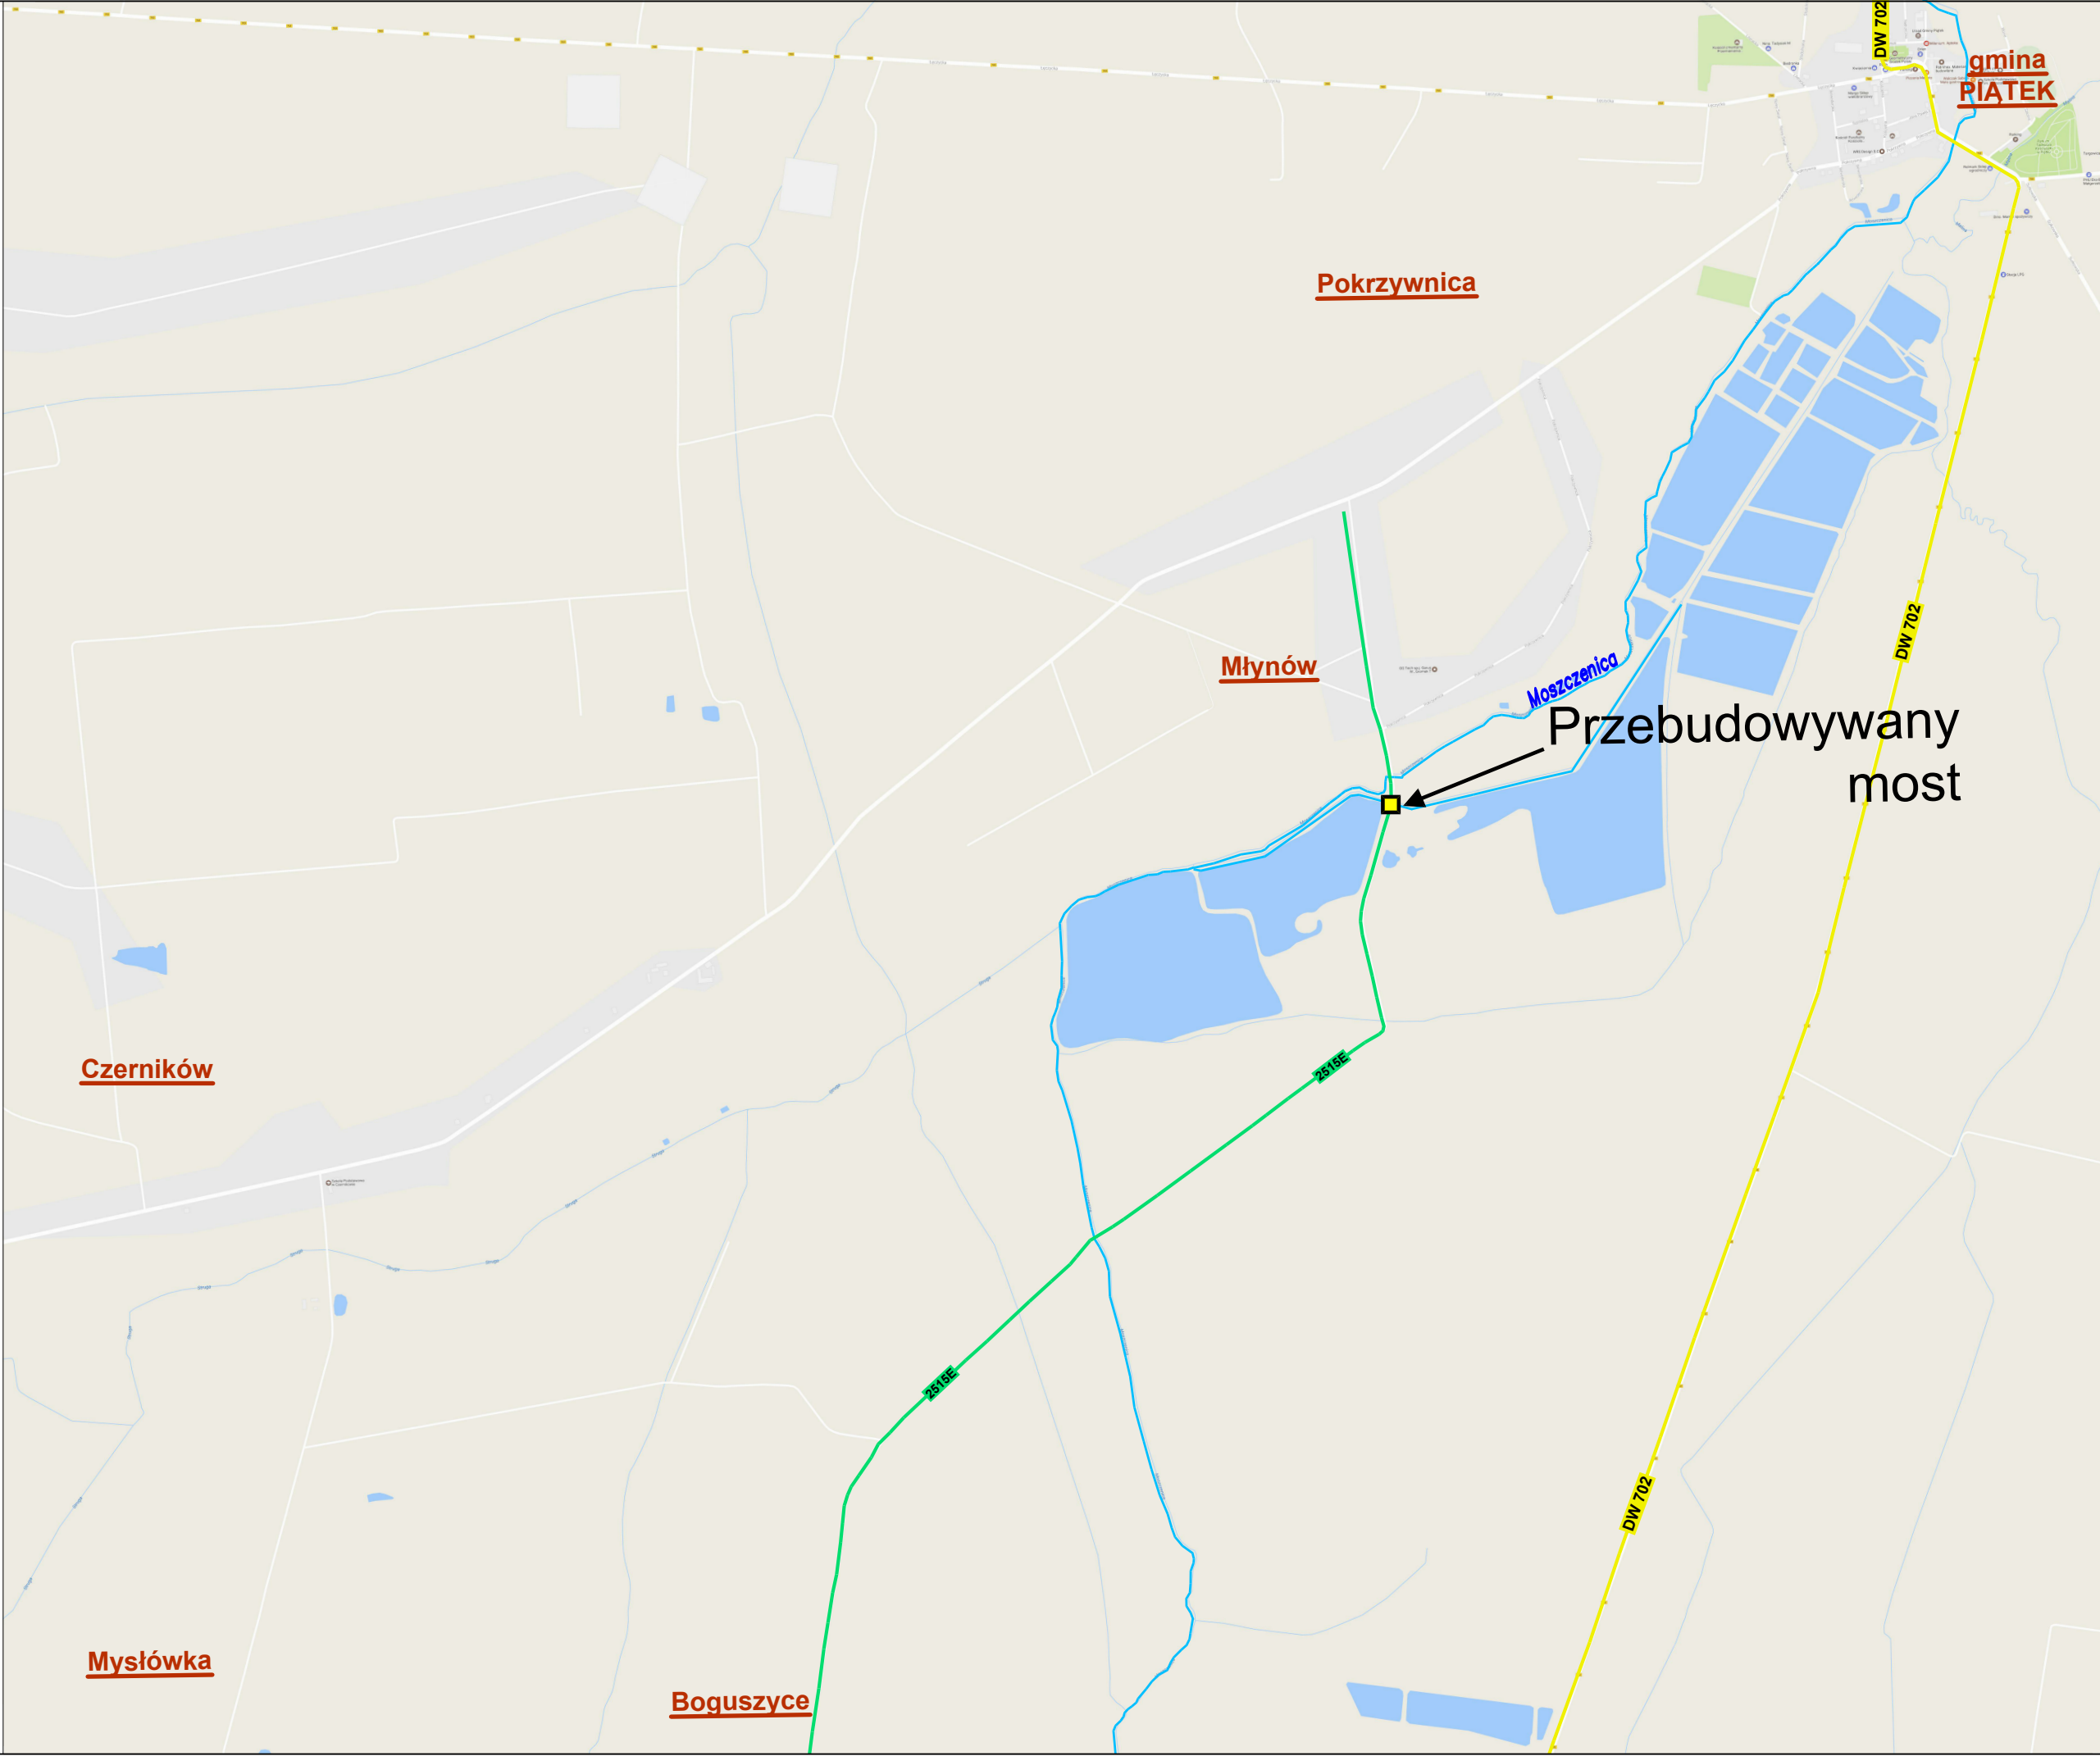 DW 702
gmina
PIĄTEK
Pokrzywnica
DW 702
Młynów
Moszczenica
Przebudowywany
most
Czerników
2515E
2515E
DW 702
Mysłówka
Boguszyce